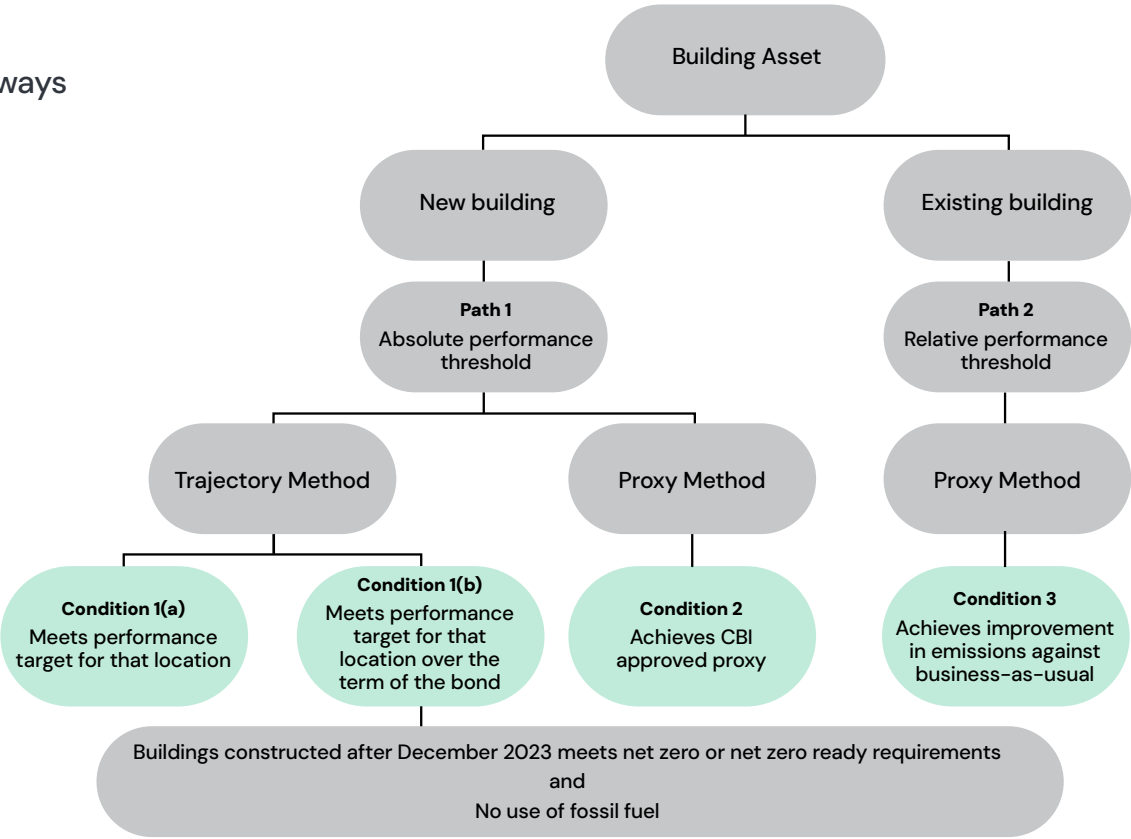 ways
Building Asset
New building
Existing building
Path 1
Absolute performance
threshold
Path 2
Relative performance
threshold
Trajectory Method
Proxy Method
Proxy Method
Condition 1(a)
Meets performance
target for that location
Condition 1(b)
Meets performance
target for that
location over the
term of the bond
Condition 2
Achieves CBI
approved proxy
Condition 3
Achieves improvement
in emissions against
business-as-usual
Buildings constructed after December 2023 meets net zero or net zero ready requirements
and
No use of fossil fuel